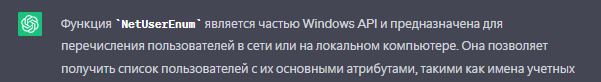 Функция `NetUserEnum` является частью Windows API и предназначена для
перечисления пользователей в сети или на локальном компьютере. Она позволяет
получить список пользователей с их основными атрибутами, такими как имена учетных